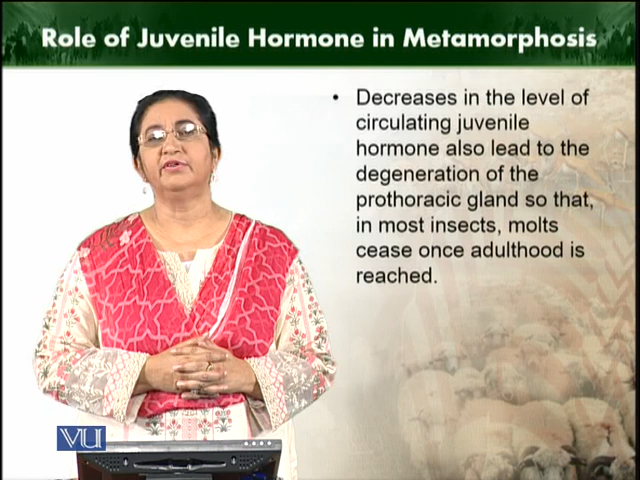 Role of Juvenile Hormone in Metamorphosis
• Decreases in the level of
circulating juvenile
hormone also lead to the
degeneration of the
prothoracic gland so that,
in most insects, molts
cease once adulthood is
reached.
VU